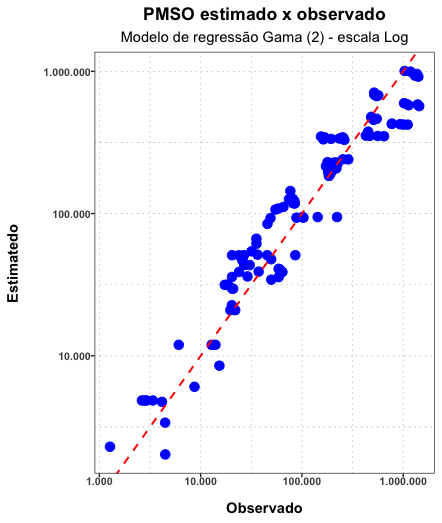 PMSO estimado x observado
Modelo de regressão Gama (2) - escala Log
1.000.000
100.000
10.000
Estimatedo
1.000
10.000
100.000
1.000.000
Observado